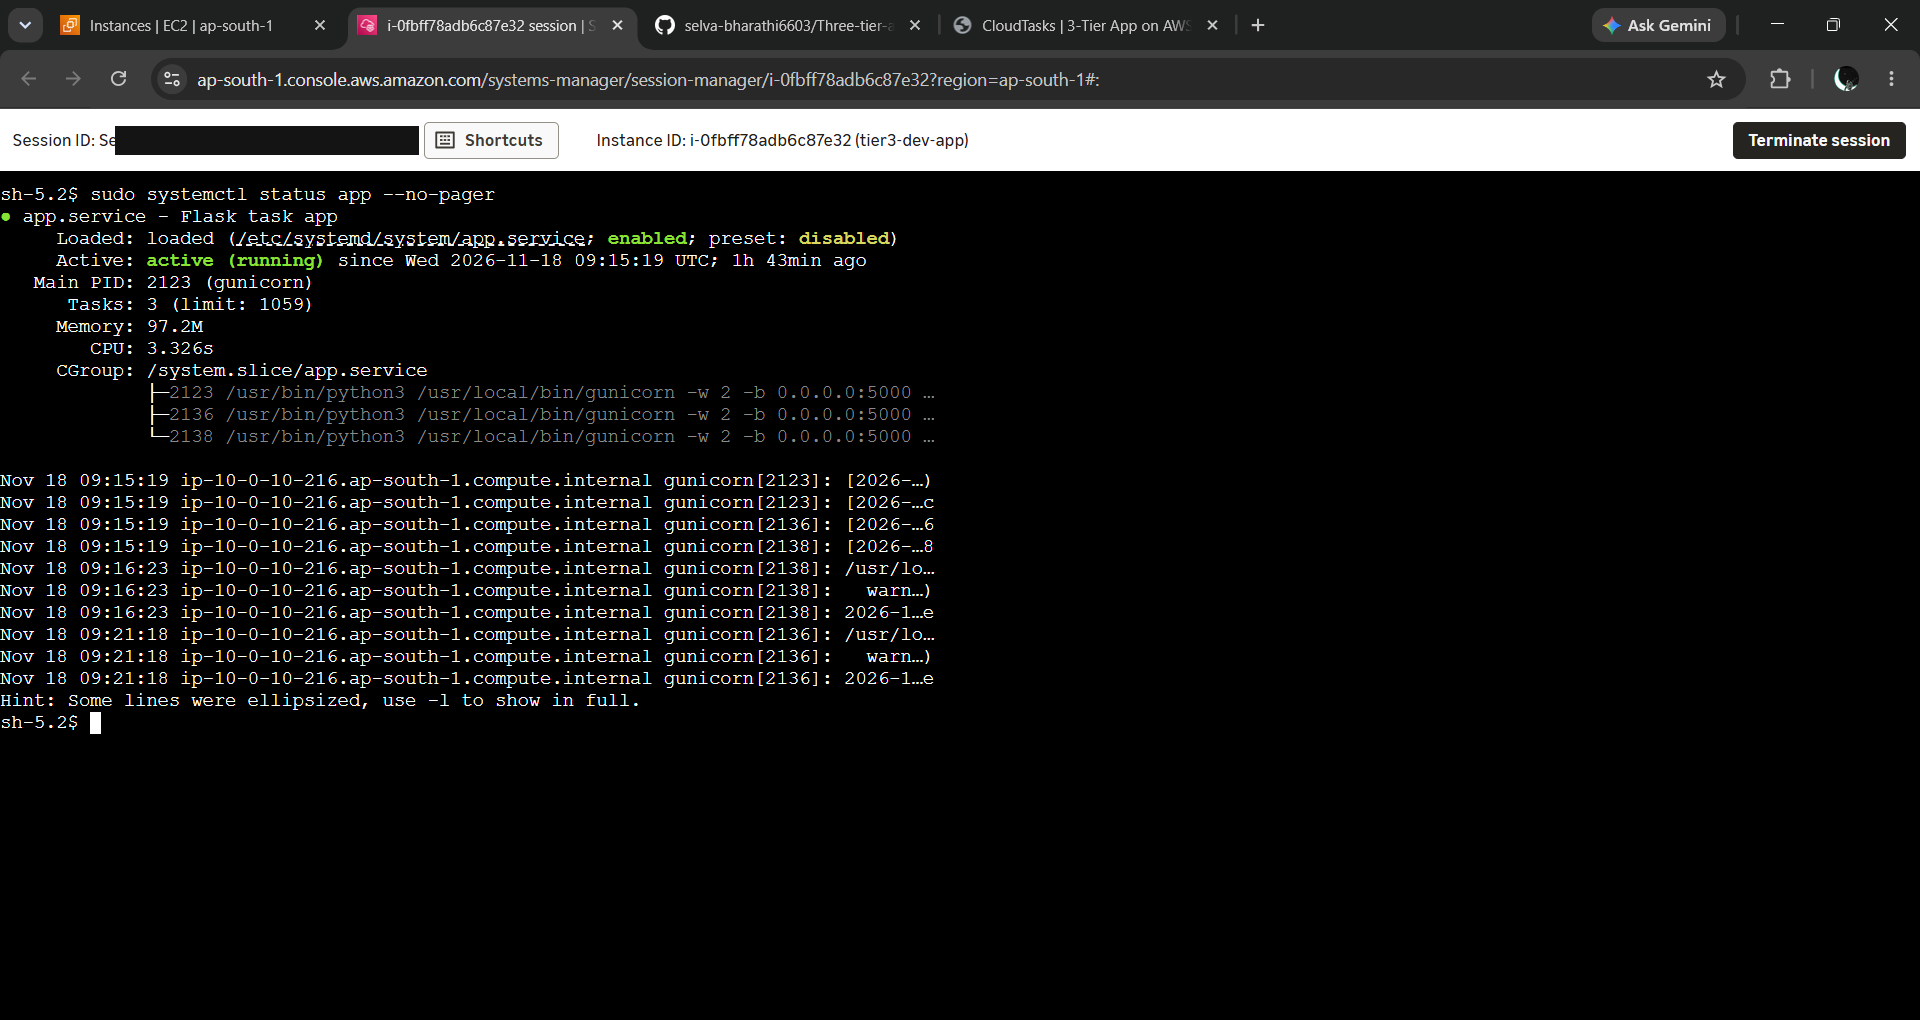 Instances | EC2 | ap-south-1
i-0fbff78adb6c87e32 session | S
selva-bharathi6603/Three-tier-a
CloudTasks | 3-Tier App on AWS
Ask Gemini
ap-south-1.console.aws.amazon.com/systems-manager/session-manager/i-0fbff78adb6c87e32?region=ap-south-1#:
Session ID: Se
Shortcuts
Instance ID: i-0fbff78adb6c87e32 (tier3-dev-app)
Terminate session
sh-5.2$ sudo systemctl status app --no-pager
● app.service - Flask task app
Loaded: loaded (/etc/systemd/system/app.service; enabled; preset: disabled)
Active: active (running) since Wed 2026-11-18 09:15:19 UTC; 1h 43min ago
Main PID: 2123 (gunicorn)
Tasks: 3 (limit: 1059)
Memory: 97.2M
CPU: 3.326s
CGroup: /system.slice/app.service
├─2123 /usr/bin/python3 /usr/local/bin/gunicorn -w 2 -b 0.0.0.0:5000 …
├─2136 /usr/bin/python3 /usr/local/bin/gunicorn -w 2 -b 0.0.0.0:5000 …
└─2138 /usr/bin/python3 /usr/local/bin/gunicorn -w 2 -b 0.0.0.0:5000 …
Nov 18 09:15:19 ip-10-0-10-216.ap-south-1.compute.internal gunicorn[2123]: [2026-…)
Nov 18 09:15:19 ip-10-0-10-216.ap-south-1.compute.internal gunicorn[2123]: [2026-…c
Nov 18 09:15:19 ip-10-0-10-216.ap-south-1.compute.internal gunicorn[2136]: [2026-…6
Nov 18 09:15:19 ip-10-0-10-216.ap-south-1.compute.internal gunicorn[2138]: [2026-…8
Nov 18 09:16:23 ip-10-0-10-216.ap-south-1.compute.internal gunicorn[2138]: /usr/lo…
Nov 18 09:16:23 ip-10-0-10-216.ap-south-1.compute.internal gunicorn[2138]:   warn…)
Nov 18 09:16:23 ip-10-0-10-216.ap-south-1.compute.internal gunicorn[2138]: 2026-1…e
Nov 18 09:21:18 ip-10-0-10-216.ap-south-1.compute.internal gunicorn[2136]: /usr/lo…
Nov 18 09:21:18 ip-10-0-10-216.ap-south-1.compute.internal gunicorn[2136]:   warn…)
Nov 18 09:21:18 ip-10-0-10-216.ap-south-1.compute.internal gunicorn[2136]: 2026-1…e
Hint: Some lines were ellipsized, use -l to show in full.
sh-5.2$